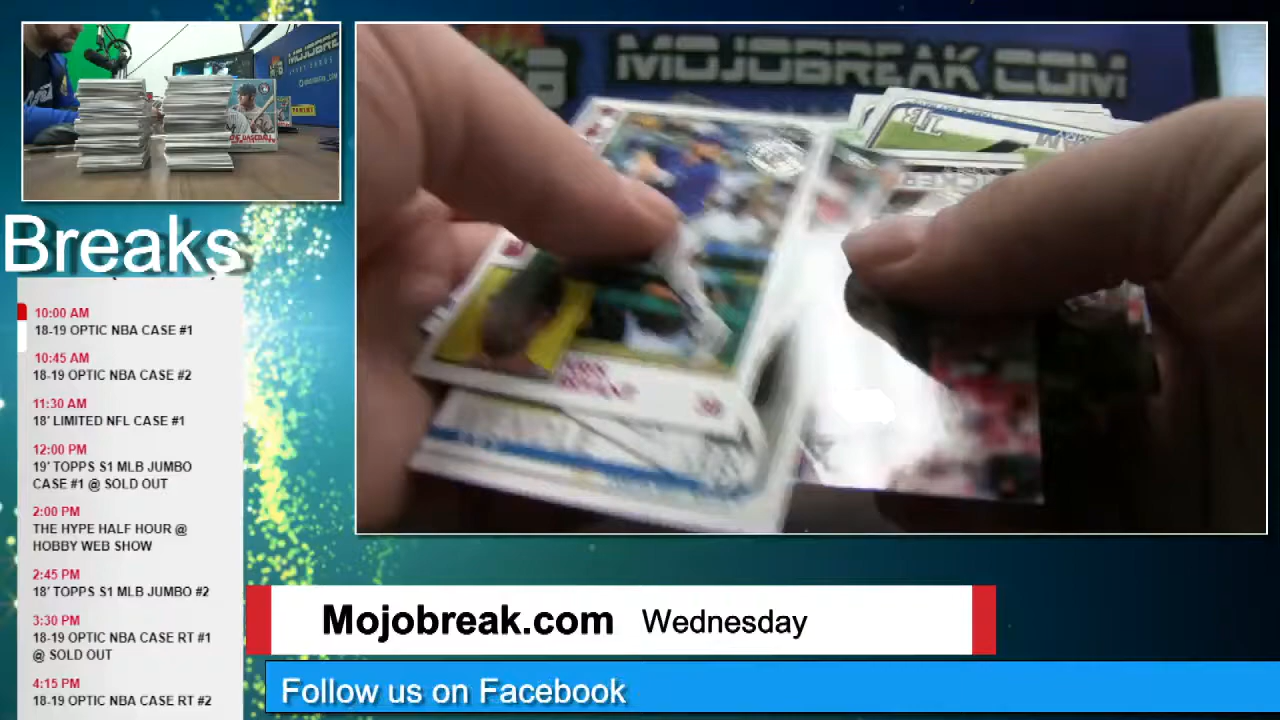 MOJOBREAK.COM
Breaks
10:00 AM
18-19 OPTIC NBA CASE #1
10:45 AM
18-19 OPTIC NBA CASE #2
11:30 AM
18' LIMITED NFL CASE #1
12:00 PM
19' TOPPS S1 MLB JUMBO
CASE #1 @ SOLD OUT
2:00 PM
THE HYPE HALF HOUR @
HOBBY WEB SHOW
2:45 PM
18' TOPPS S1 MLB JUMBO #2
3:30 PM
18-19 OPTIC NBA CASE RT #1
@ SOLD OUT
4:15 PM
18-19 OPTIC NBA CASE RT #2
Mojobreak.com Wednesday
Follow us on Facebook